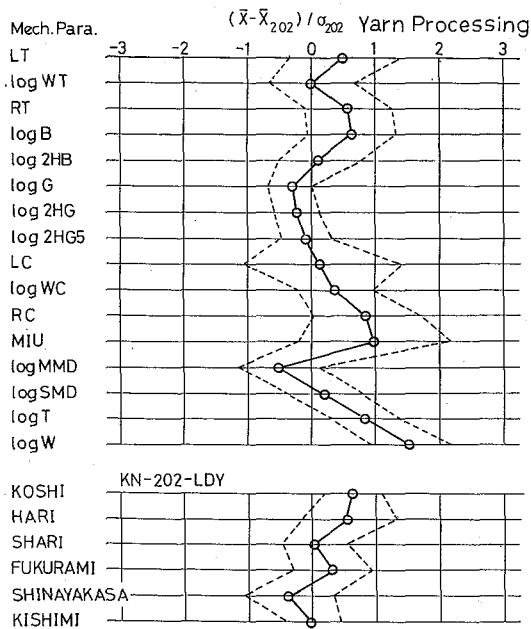 Mech.Para. (X̄-X̄202)/σ202 Yarn Processing
-3 -2 -1 0 1 2 3
LT
log WT
RT
log B
log 2HB
log G
log 2HG
log 2HG5
LC
log WC
RC
MIU
log MMD
log SMD
log T
log W
KN-202-LDY
KOSHI
HARI
SHARI
FUKURAMI
SHINAYAKASA
KISHIMI